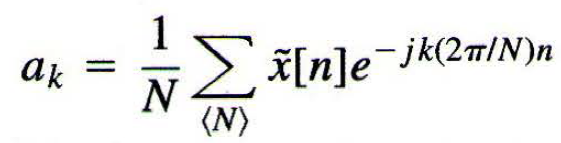 a_k = \frac{1}{N} \sum_{\langle N \rangle} \tilde{x}[n] e^{-jk(2\pi/N)n}